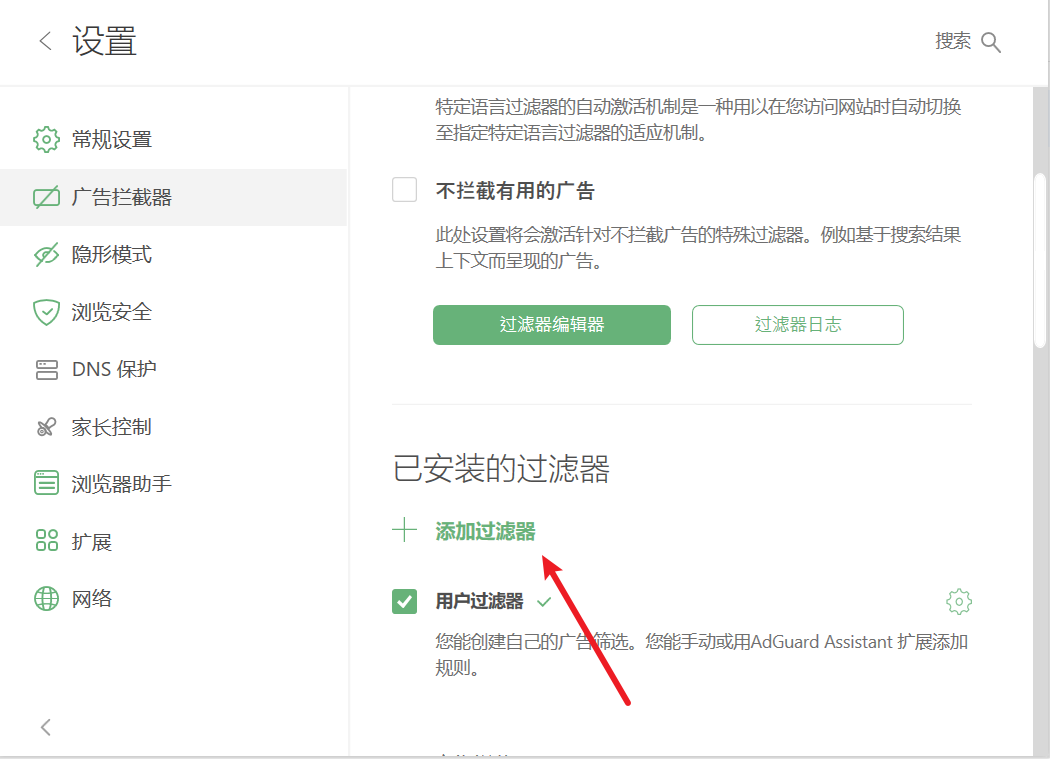 设置
搜索
常规设置
广告拦截器
隐形模式
浏览安全
DNS 保护
家长控制
浏览器助手
扩展
网络
特定语言过滤器的自动激活机制是一种用以在您访问网站时自动切换
至指定特定语言过滤器的适应机制。
不拦截有用的广告
此处设置将会激活针对不拦截广告的特殊过滤器。例如基于搜索结果
上下文而呈现的广告。
过滤器编辑器
过滤器日志
已安装的过滤器
添加过滤器
用户过滤器
您能创建自己的广告筛选。您能手动或用AdGuard Assistant 扩展添加
规则。